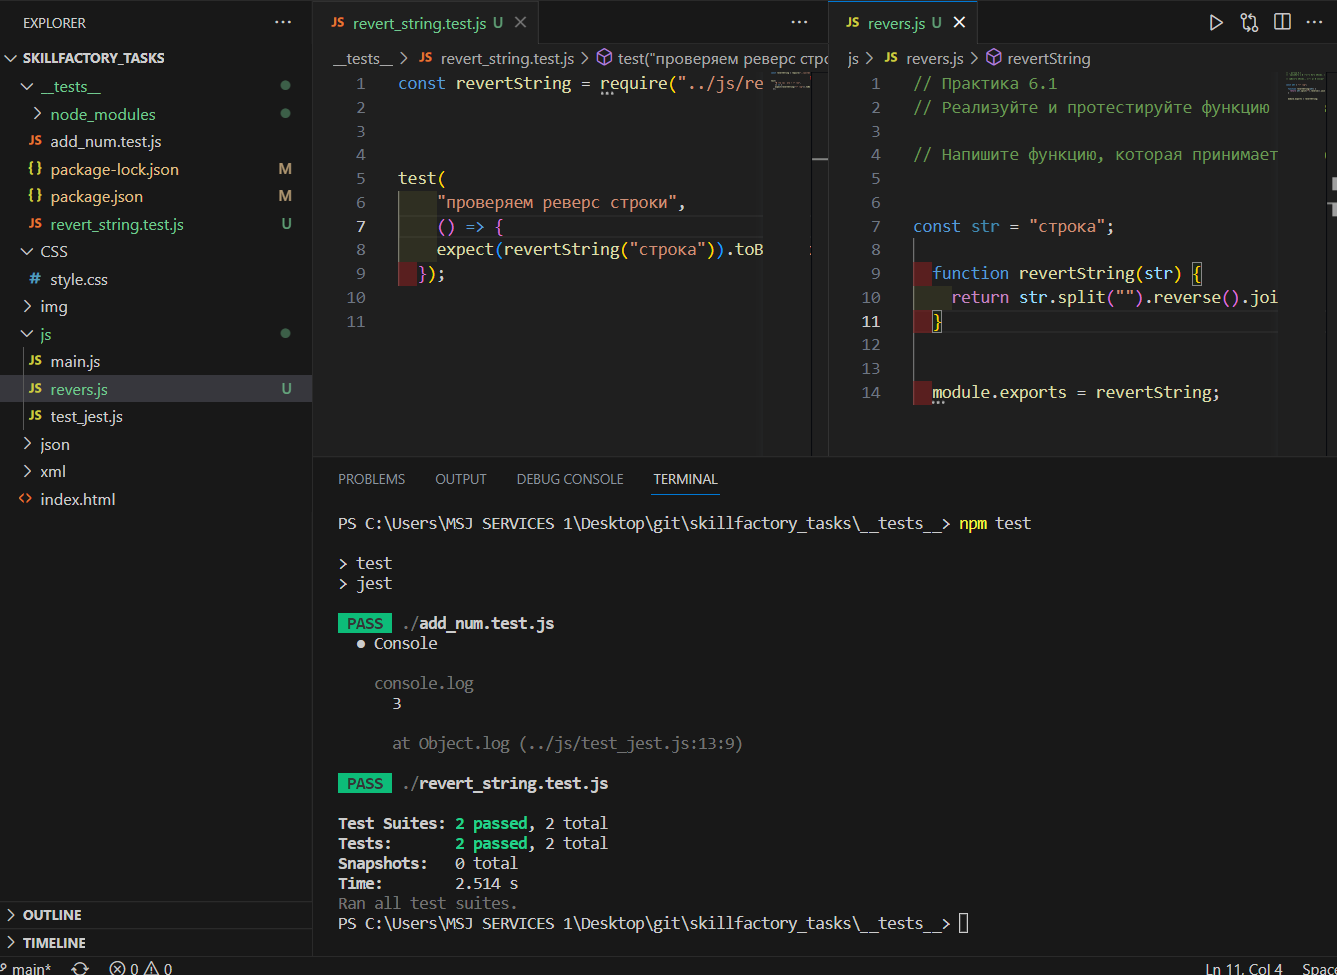 EXPLORER
SKILLFACTORY_TASKS
__tests__
node_modules
JS add_num.test.js
{} package-lock.json M
{} package.json M
JS revert_string.test.js U
CSS
# style.css
img
js
JS main.js
JS revers.js U
JS test_jest.js
json
xml
<> index.html
OUTLINE
TIMELINE
JS revert_string.test.js U
__tests__ > JS revert_string.test.js > test("проверяем реверс стро
1 const revertString = require("../js/re
2
3
4
5 test(
6 "проверяем реверс строки",
7 () => {
8 expect(revertString("строка")).toB
9 });
10
11
JS revers.js U
js > JS revers.js > revertString
1 // Практика 6.1
2 // Реализуйте и протестируйте функцию
3
4 // Напишите функцию, которая принимает
5
6
7 const str = "строка";
8
9 function revertString(str) {
10 return str.split("").reverse().joi
11 }
12
13
14 module.exports = revertString;
PROBLEMS OUTPUT DEBUG CONSOLE TERMINAL
PS C:\Users\MSJ SERVICES 1\Desktop\git\skillfactory_tasks\__tests__> npm test
> test
> jest
PASS ./add_num.test.js
● Console
console.log
3
at Object.log (../js/test_jest.js:13:9)
PASS ./revert_string.test.js
Test Suites: 2 passed, 2 total
Tests: 2 passed, 2 total
Snapshots: 0 total
Time: 2.514 s
Ran all test suites.
PS C:\Users\MSJ SERVICES 1\Desktop\git\skillfactory_tasks\__tests__>
main* 0 0 Ln 11, Col 4 Space